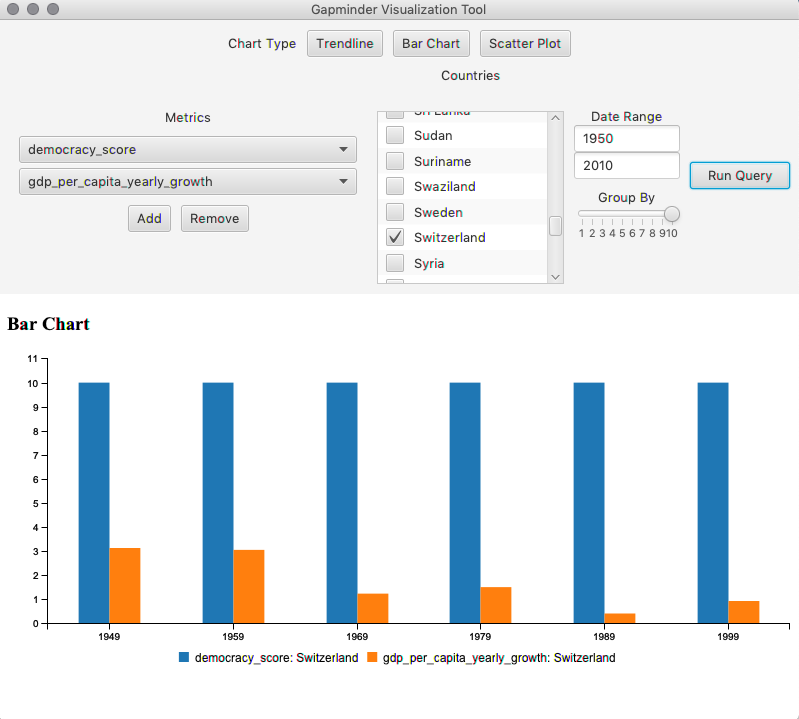 Gapminder Visualization Tool
Chart Type Trendline Bar Chart Scatter Plot
Countries
Metrics
democracy_score
gdp_per_capita_yearly_growth
Add Remove
Sri Lanka
Sudan
Suriname
Swaziland
Sweden
Switzerland
Syria
Date Range
1950
2010
Group By
1 2 3 4 5 6 7 8 9 10
Run Query
Bar Chart
11
10
9
8
7
6
5
4
3
2
1
0
1949 1959 1969 1979 1989 1999
democracy_score: Switzerland gdp_per_capita_yearly_growth: Switzerland